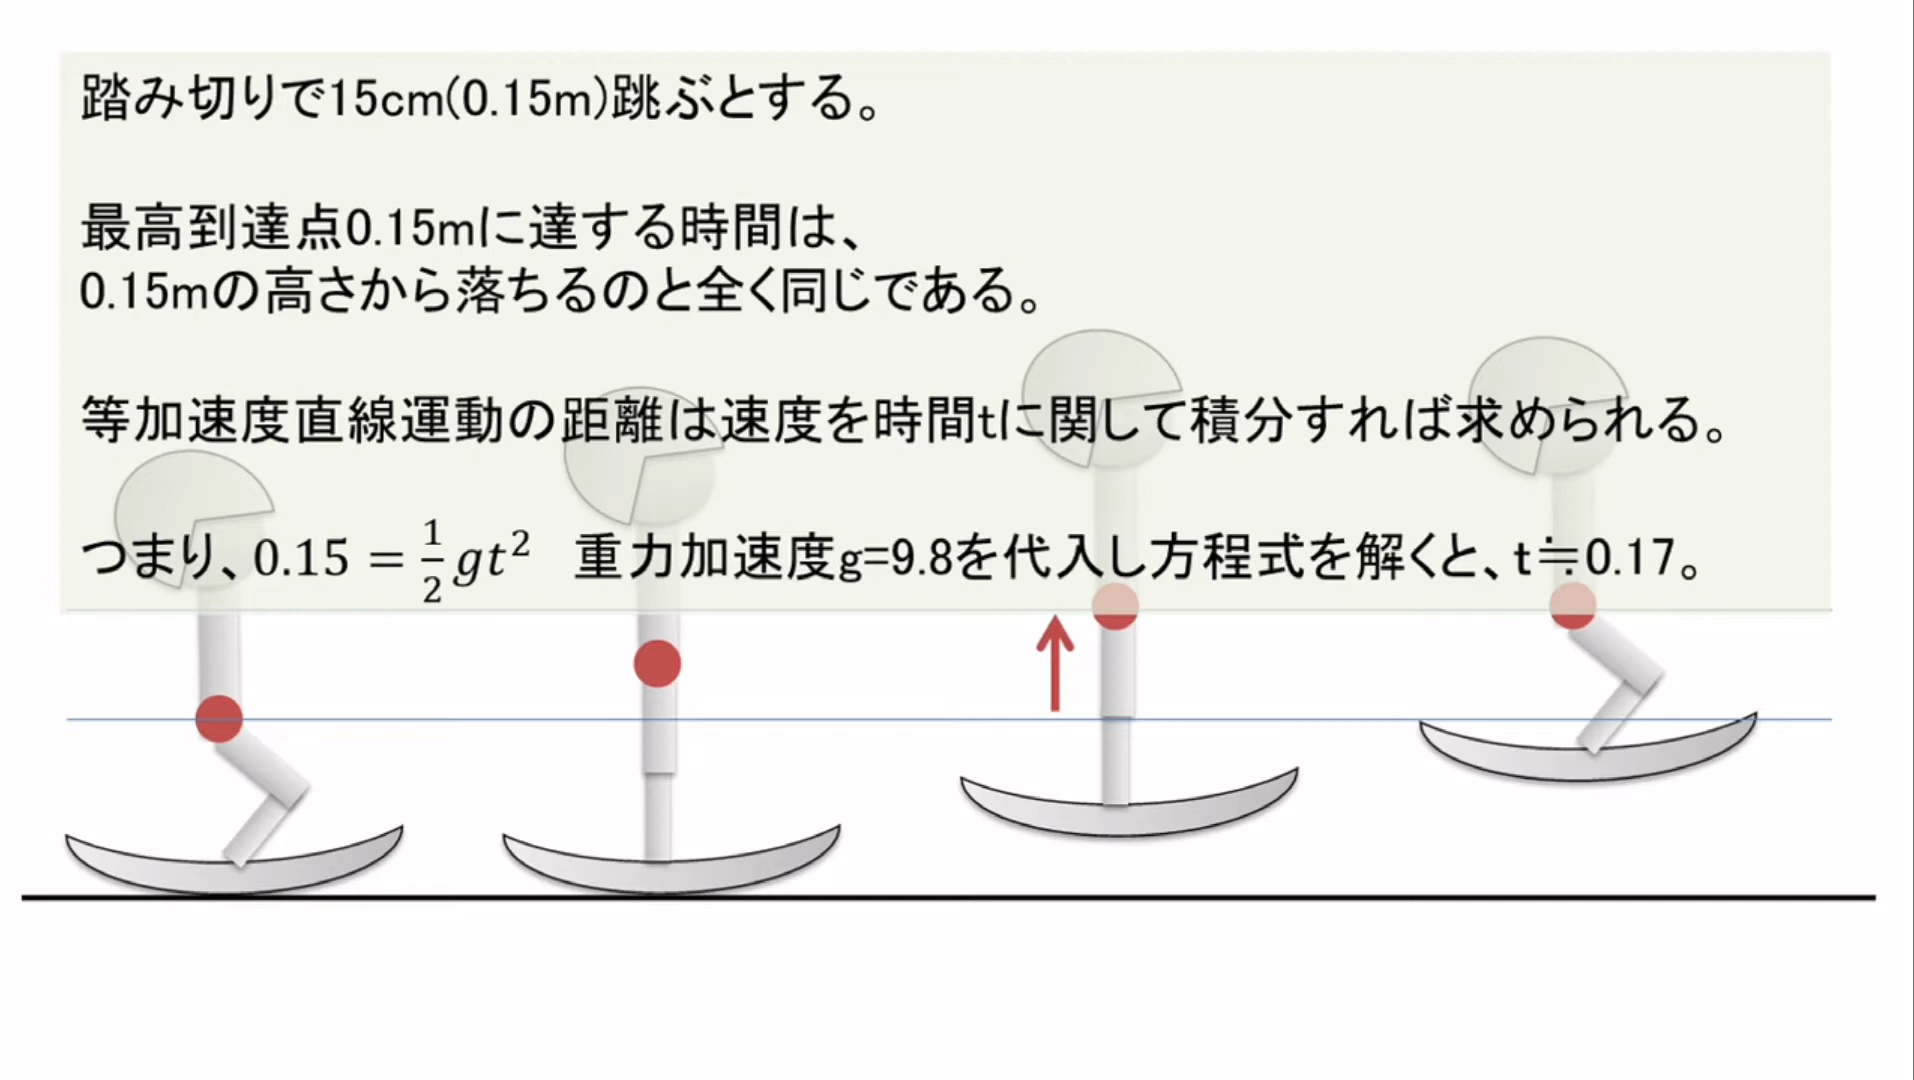 踏み切りで15cm(0.15m)跳ぶとする。
最高到達点0.15mに達する時間は、
0.15mの高さから落ちるのと全く同じである。
等加速度直線運動の距離は速度を時間tに関して積分すれば求められる。
つまり、0.15 = 1/2 gt² 重力加速度g=9.8を代入し方程式を解くと、t≒0.17。